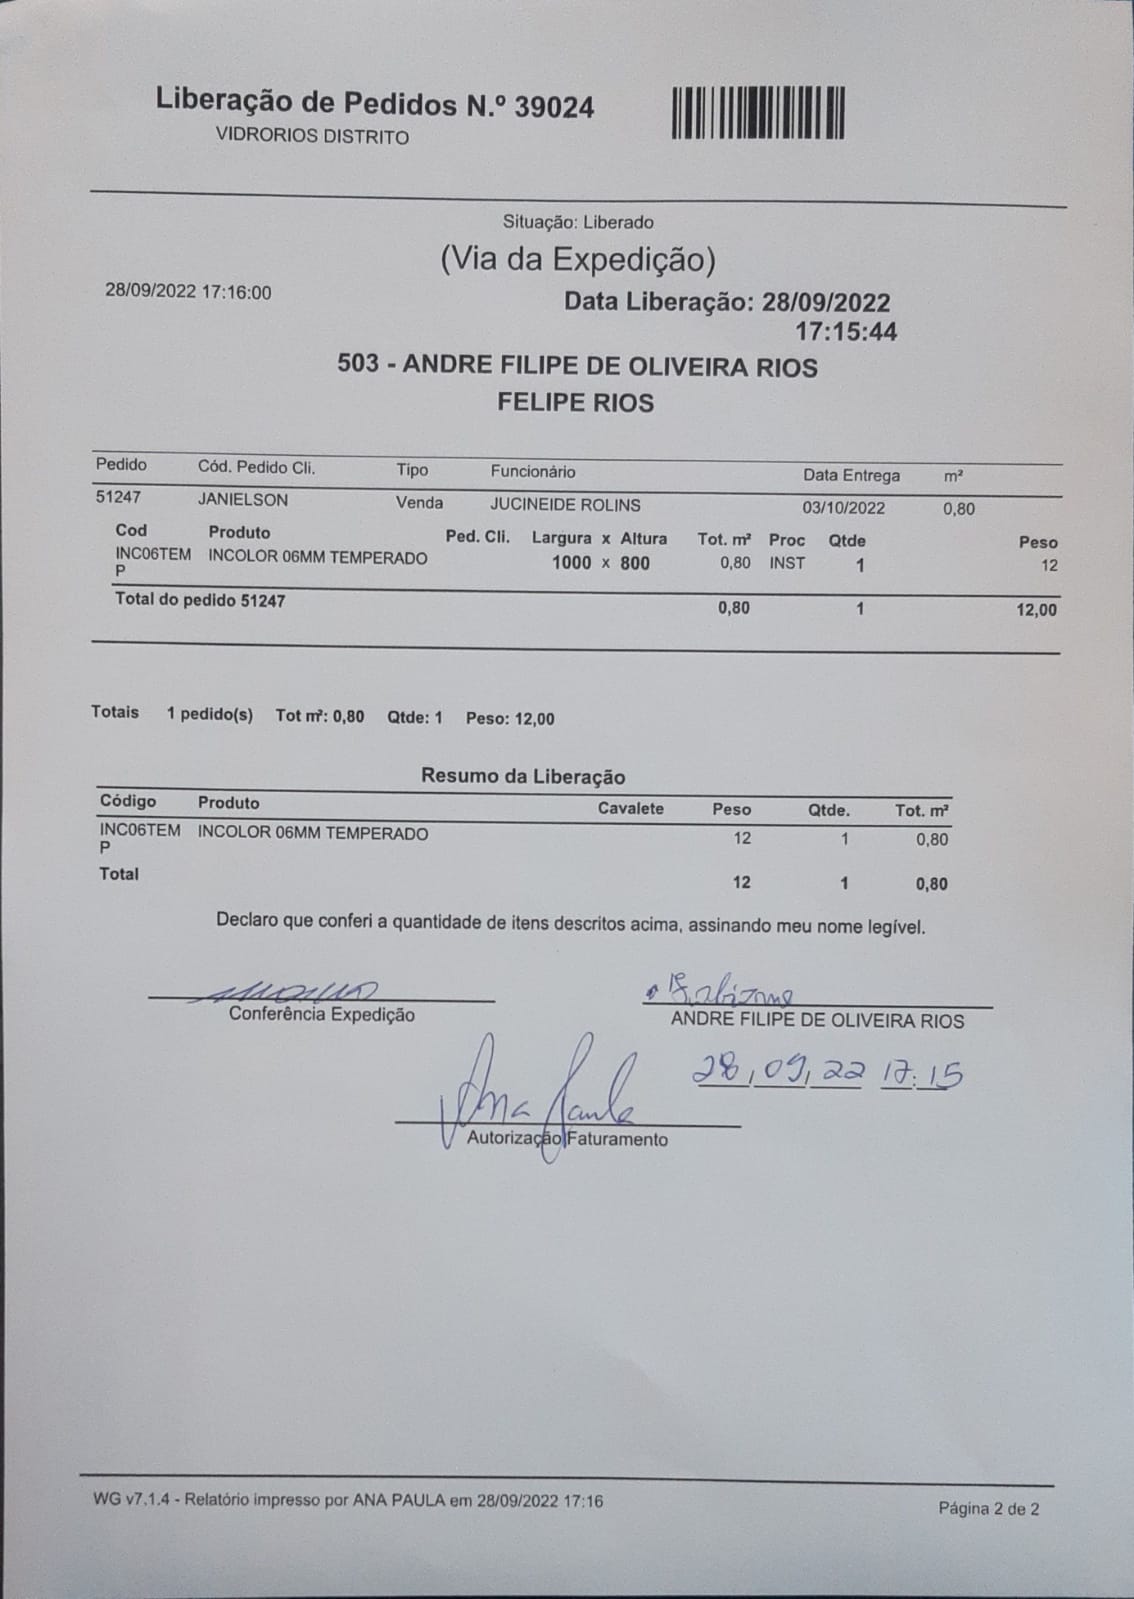 Liberação de Pedidos N.º 39024
VIDRORIOS DISTRITO
Situação: Liberado
(Via da Expedição)
28/09/2022 17:16:00
Data Liberação: 28/09/2022
17:15:44
503 - ANDRE FILIPE DE OLIVEIRA RIOS
FELIPE RIOS
Pedido Cód. Pedido Cli. Tipo Funcionário Data Entrega m²
51247 JANIELSON Venda JUCINEIDE ROLINS 03/10/2022 0,80
Cod Produto Ped. Cli. Largura x Altura Tot. m² Proc Qtde Peso
INC06TEM INCOLOR 06MM TEMPERADO 1000 x 800 0,80 INST 1 12
P
Total do pedido 51247 0,80 1 12,00
Totais 1 pedido(s) Tot m²: 0,80 Qtde: 1 Peso: 12,00
Resumo da Liberação
Código Produto Cavalete Peso Qtde. Tot. m²
INC06TEM INCOLOR 06MM TEMPERADO 12 1 0,80
P
Total 12 1 0,80
Declaro que conferi a quantidade de itens descritos acima, assinando meu nome legível.
Fabiano
Conferência Expedição ANDRE FILIPE DE OLIVEIRA RIOS
28,09,22 17:15
Ana Paula
Autorização Faturamento
WG v7.1.4 - Relatório impresso por ANA PAULA em 28/09/2022 17:16
Página 2 de 2